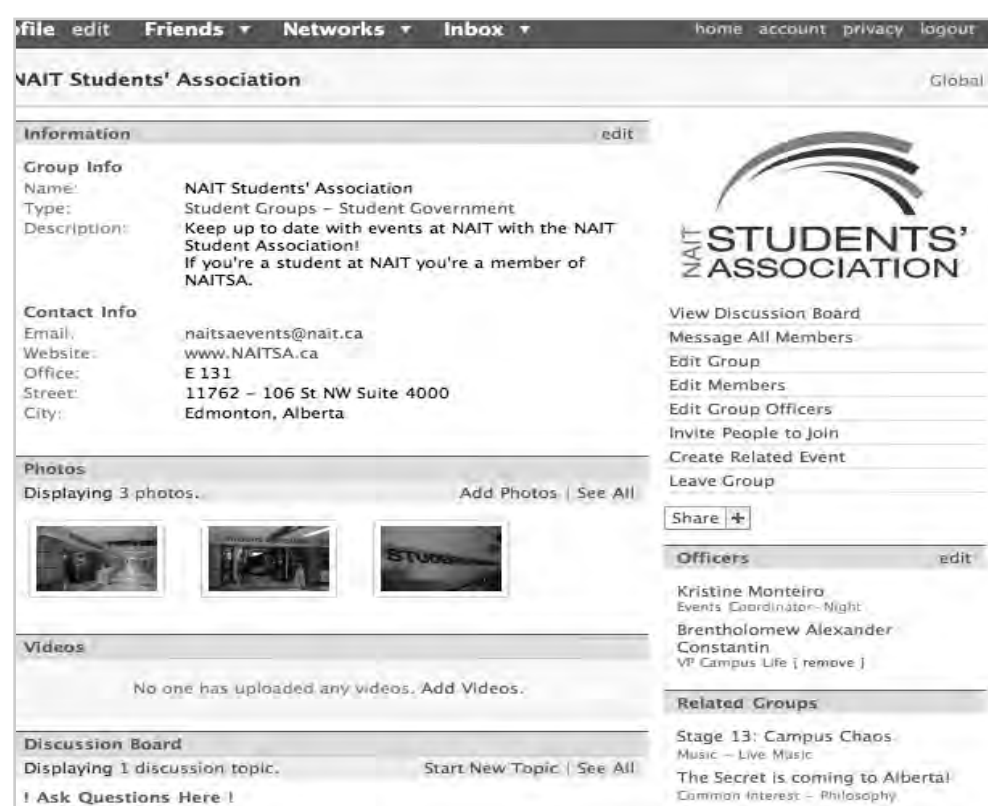 ofile edit Friends Networks Inbox home account privacy logout
NAIT Students' Association Global
Information edit
Group Info
Name: NAIT Students' Association
Type: Student Groups – Student Government
Description: Keep up to date with events at NAIT with the NAIT
Student Association!
If you're a student at NAIT you're a member of
NAITSA.
Contact Info
Email: naitsaevents@nait.ca
Website: www.NAITSA.ca
Office: E 131
Street: 11762 – 106 St NW Suite 4000
City: Edmonton, Alberta
Photos
Displaying 3 photos. Add Photos | See All
STUDEN
Videos
No one has uploaded any videos. Add Videos.
Discussion Board
Displaying 1 discussion topic. Start New Topic | See All
! Ask Questions Here !
NAIT STUDENTS'
ASSOCIATION
View Discussion Board
Message All Members
Edit Group
Edit Members
Edit Group Officers
Invite People to Join
Create Related Event
Leave Group
Share +
Officers edit
Kristine Monteiro
Events Coordinator–Night
Brentholomew Alexander
Constantin
VP Campus Life [ remove ]
Related Groups
Stage 13: Campus Chaos
Music – Live Music
The Secret is coming to Alberta!
Common Interest – Philosophy